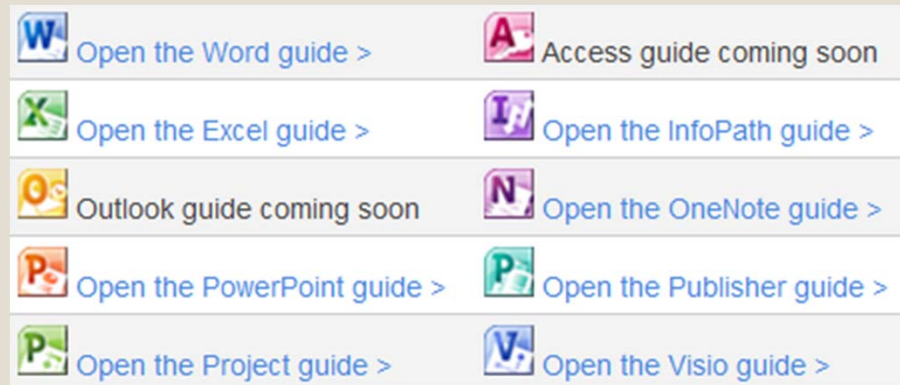 Open the Word guide >
Access guide coming soon
Open the Excel guide >
Open the InfoPath guide >
Outlook guide coming soon
Open the OneNote guide >
Open the PowerPoint guide >
Open the Publisher guide >
Open the Project guide >
Open the Visio guide >